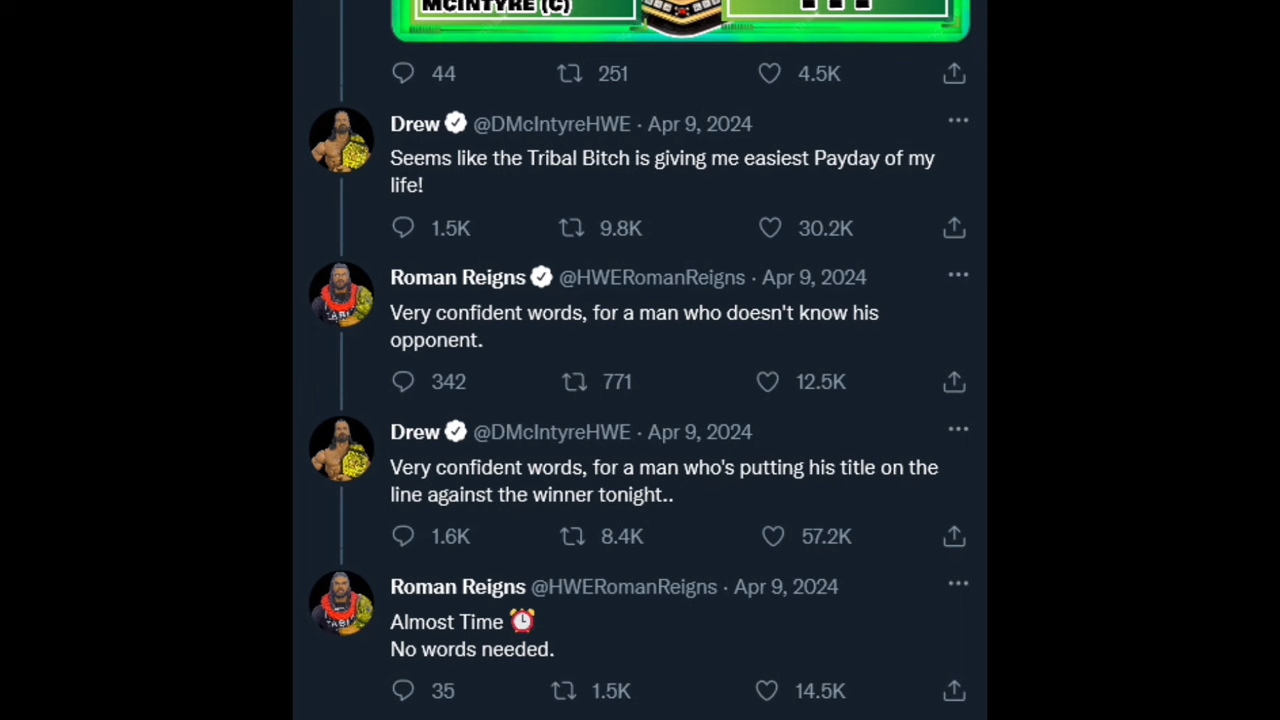 MCINTYRE (C)
???
44 251 4.5K
Drew @DMcIntyreHWE · Apr 9, 2024
Seems like the Tribal Bitch is giving me easiest Payday of my
life!
1.5K 9.8K 30.2K
Roman Reigns @HWERomanReigns · Apr 9, 2024
Very confident words, for a man who doesn't know his
opponent.
342 771 12.5K
Drew @DMcIntyreHWE · Apr 9, 2024
Very confident words, for a man who's putting his title on the
line against the winner tonight..
1.6K 8.4K 57.2K
Roman Reigns @HWERomanReigns · Apr 9, 2024
Almost Time ⏰
No words needed.
35 1.5K 14.5K